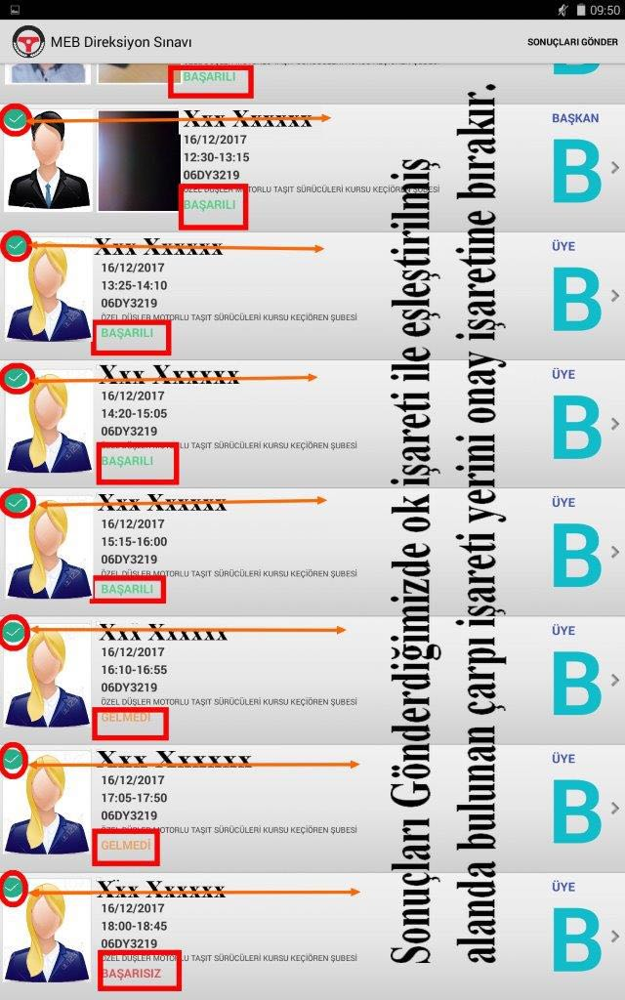 09:50
MEB Direksiyon Sınavı
SONUÇLARI GÖNDER
BAŞARILI
B
Xxx Xxxxxx
16/12/2017
12:30-13:15
06DY3219
ÖZEL DÜŞLER MOTORLU TAŞIT SÜRÜCÜLERİ KURSU KEÇİÖREN ŞUBESİ
BAŞARILI
BAŞKAN
B
Xxx Xxxxxx
16/12/2017
13:25-14:10
06DY3219
ÖZEL DÜŞLER MOTORLU TAŞIT SÜRÜCÜLERİ KURSU KEÇİÖREN ŞUBESİ
BAŞARILI
ÜYE
B
Xxx Xxxxxx
16/12/2017
14:20-15:05
06DY3219
ÖZEL DÜŞLER MOTORLU TAŞIT SÜRÜCÜLERİ KURSU KEÇİÖREN ŞUBESİ
BAŞARILI
ÜYE
B
Xxx Xxxxxx
16/12/2017
15:15-16:00
06DY3219
ÖZEL DÜŞLER MOTORLU TAŞIT SÜRÜCÜLERİ KURSU KEÇİÖREN ŞUBESİ
BAŞARILI
ÜYE
B
Xxx Xxxxxx
16/12/2017
16:10-16:55
06DY3219
ÖZEL DÜŞLER MOTORLU TAŞIT SÜRÜCÜLERİ KURSU KEÇİÖREN ŞUBESİ
GELMEDİ
ÜYE
B
Xxx Xxxxxx
16/12/2017
17:05-17:50
06DY3219
ÖZEL DÜŞLER MOTORLU TAŞIT SÜRÜCÜLERİ KURSU KEÇİÖREN ŞUBESİ
GELMEDİ
ÜYE
B
Xxx Xxxxxx
16/12/2017
18:00-18:45
06DY3219
ÖZEL DÜŞLER MOTORLU TAŞIT SÜRÜCÜLERİ KURSU KEÇİÖREN ŞUBESİ
BAŞARISIZ
ÜYE
B
Sonuçları Gönderdiğimizde ok işareti ile eşleştirilmiş
alanda bulunan çarpı işareti yerini onay işaretine bırakır.